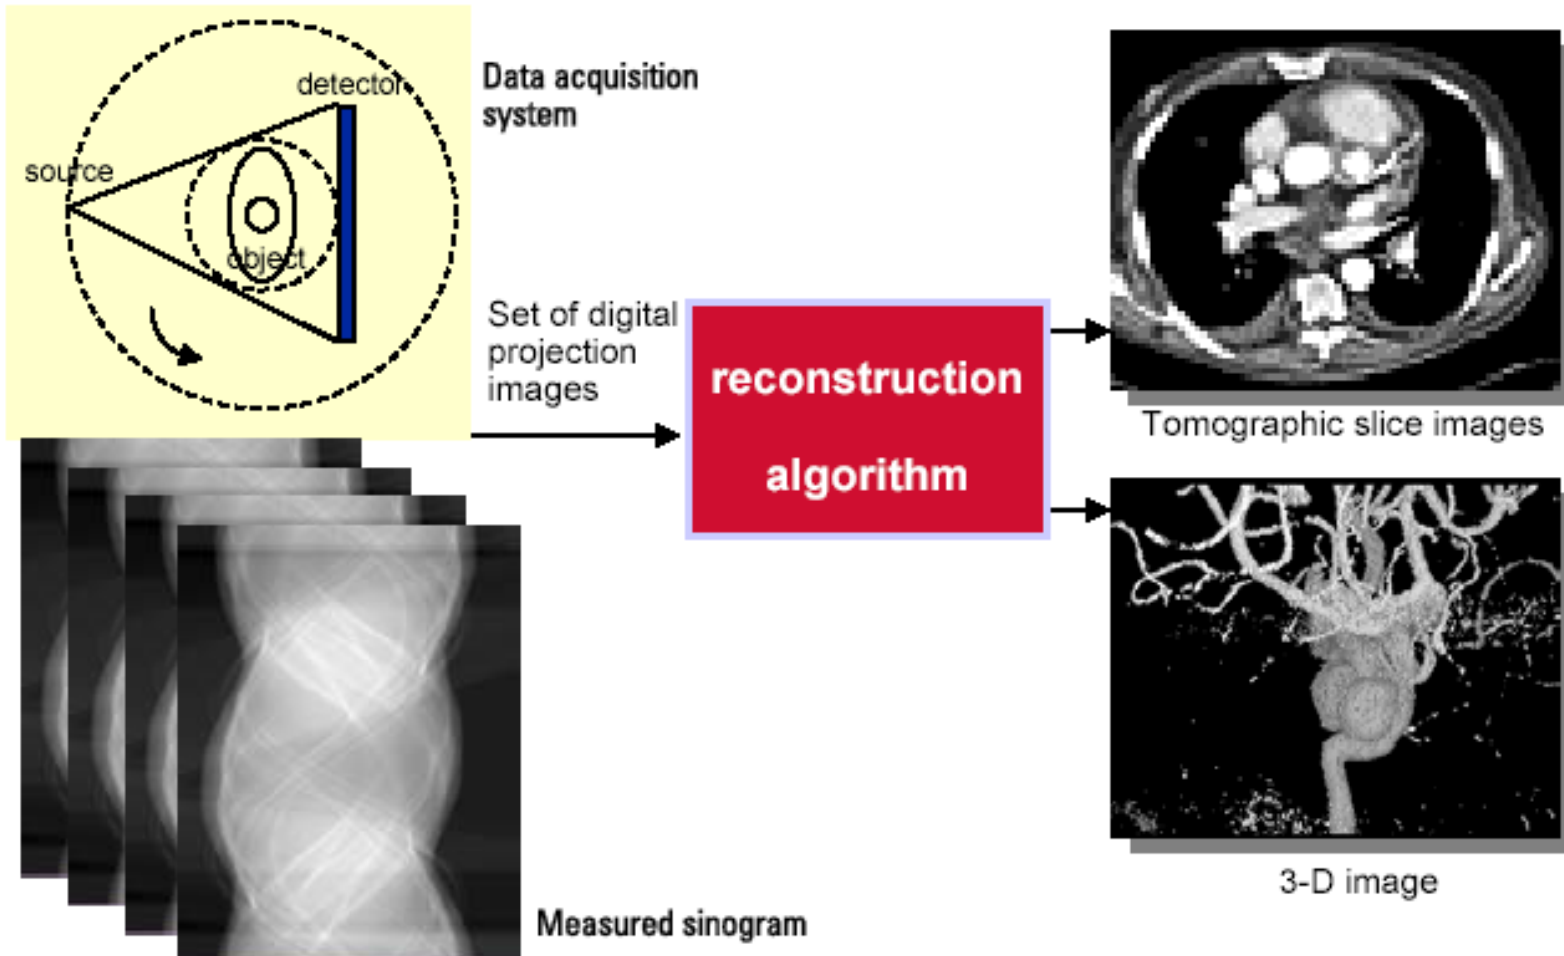 detector
source
object
Data acquisition
system
Set of digital
projection
images
reconstruction
algorithm
Tomographic slice images
3-D image
Measured sinogram